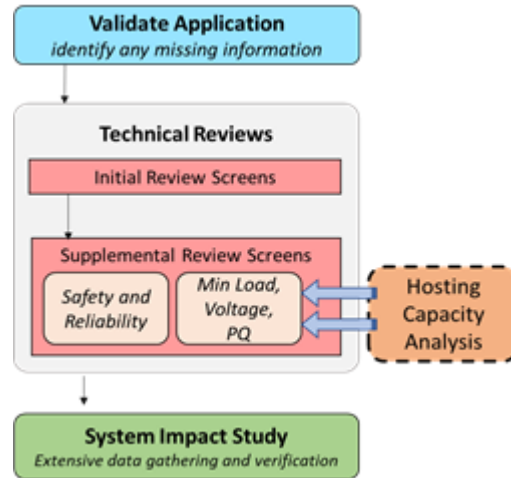 Validate Application
identify any missing information
Technical Reviews
Initial Review Screens
Supplemental Review Screens
Safety and
Reliability
Min Load,
Voltage,
PQ
Hosting
Capacity
Analysis
System Impact Study
Extensive data gathering and verification